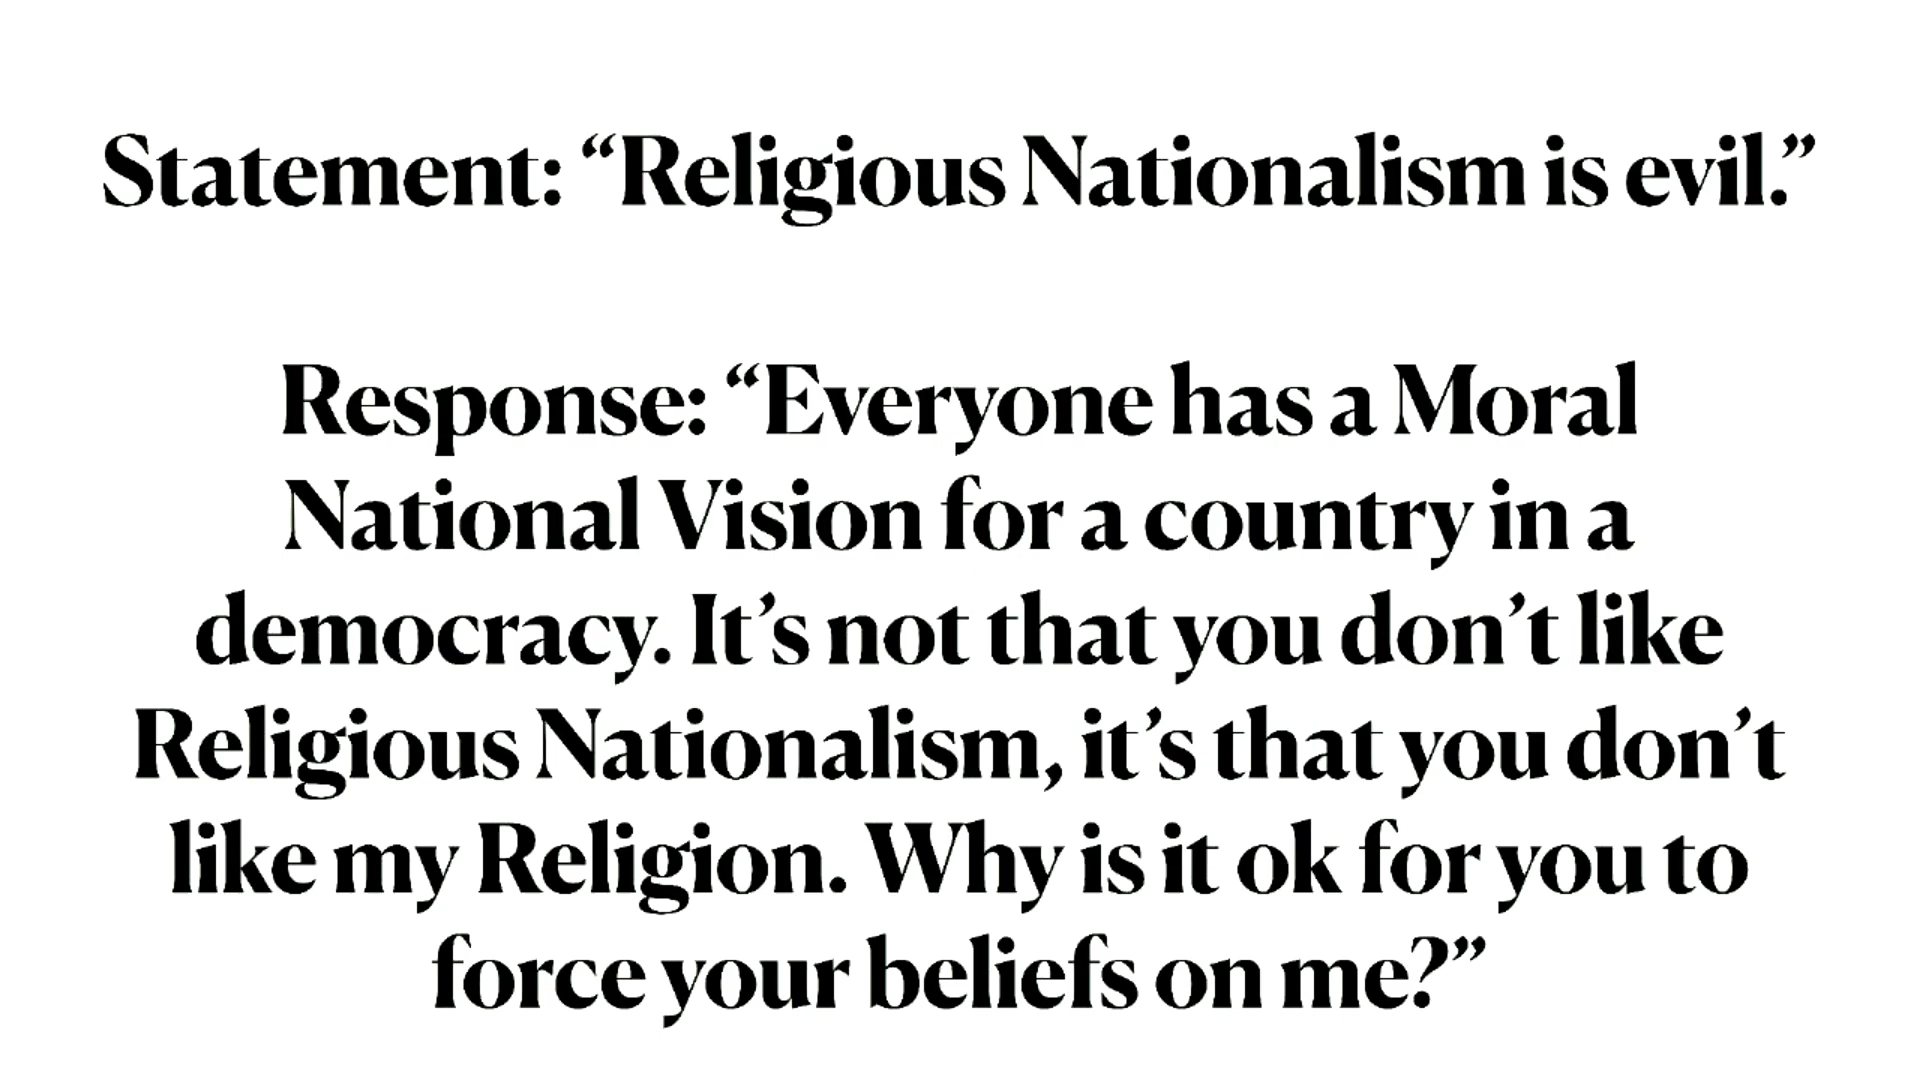 Statement: “Religious Nationalism is evil.”
Response: “Everyone has a Moral
National Vision for a country in a
democracy. It’s not that you don’t like
Religious Nationalism, it’s that you don’t
like my Religion. Why is it ok for you to
force your beliefs on me?”